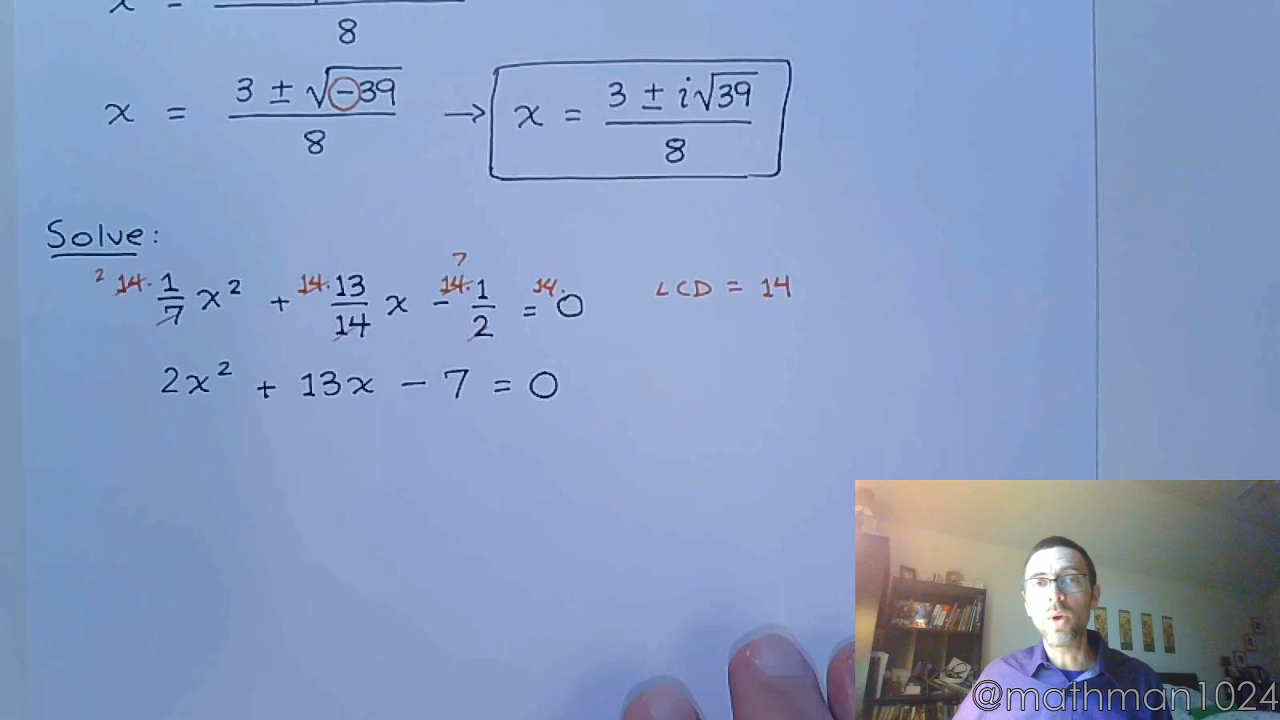 x = 8
x = 3 ± √-39 / 8 → x = 3 ± i√39 / 8
Solve:
2 14· 1/7 x² + 14· 13/14 x - 7 14· 1/2 = 14· 0 LCD = 14
2x² + 13x - 7 = 0
@mathman1024